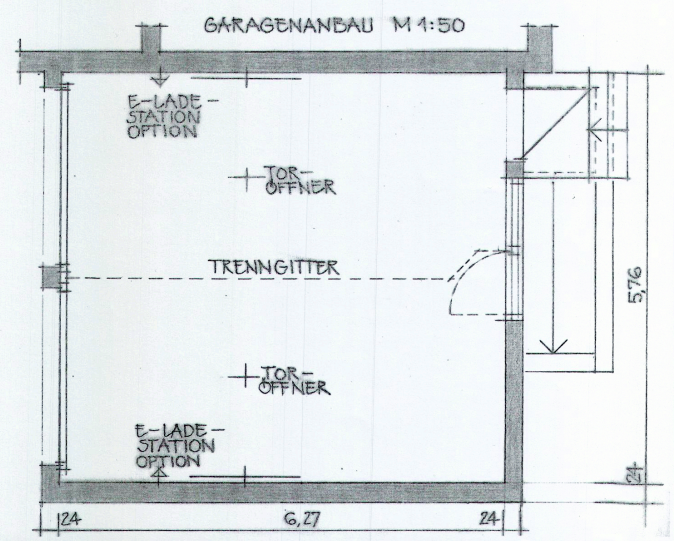 GARAGENANBAU M 1:50
E-LADE-
STATION
OPTION
TOR-
ÖFFNER
TRENNGITTER
5,76
TOR-
ÖFFNER
E-LADE-
STATION
OPTION
24
24
6,27
24